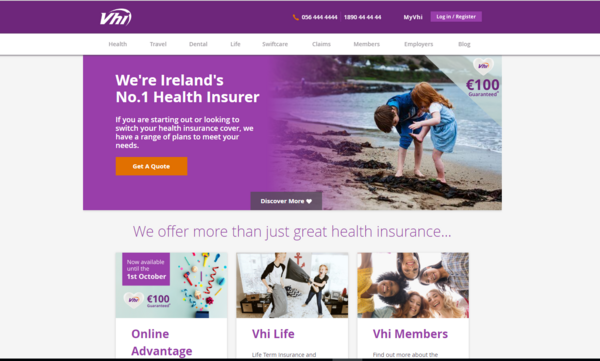 Vhi
056 444 4444 | 1890 44 44 44
MyVhi
Log in / Register
Health Travel Dental Life Swiftcare Claims Members Employers Blog
We're Ireland's
No.1 Health Insurer
If you are starting out or looking to
switch your health insurance cover, we
have a range of plans to meet your
needs.
Get A Quote
Vhi
€100
Guaranteed*
Discover More
We offer more than just great health insurance...
Now available
until the
1st October
Vhi
€100
Guaranteed*
Online
Advantage
Vhi Life
Life Term Insurance and
Vhi Members
Find out more about the